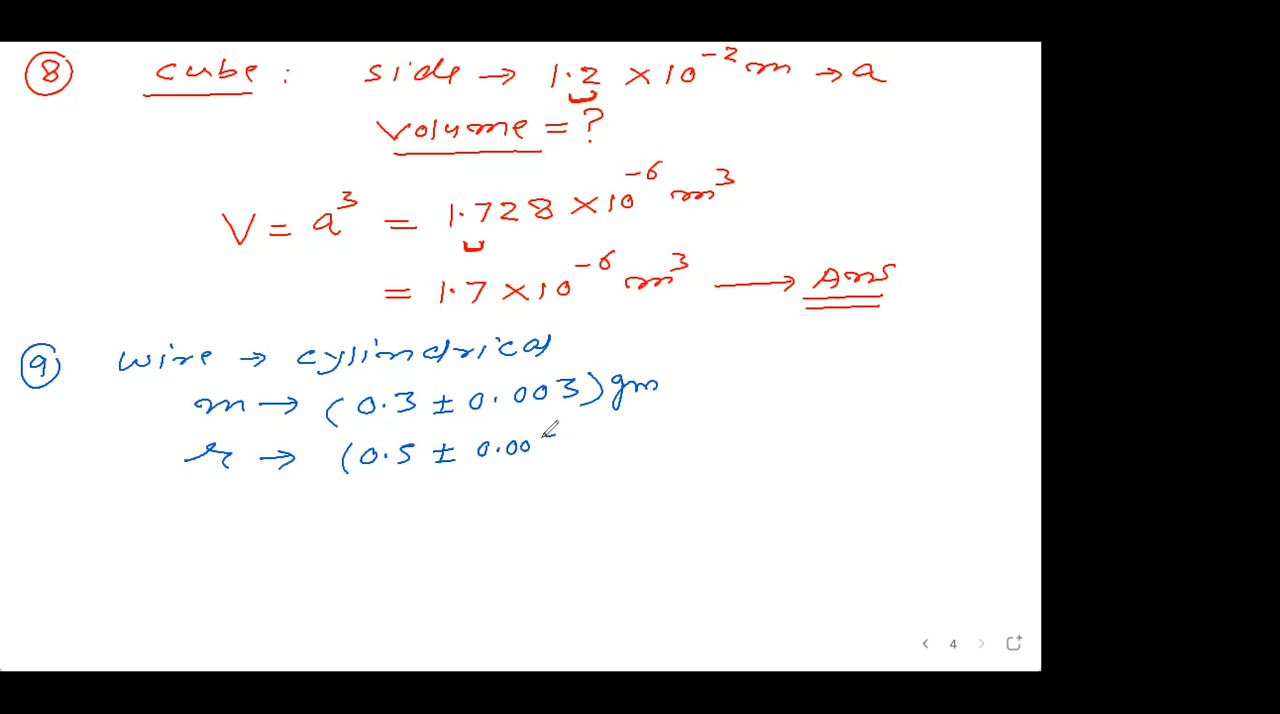 ⑧ cube : side → 1.2 × 10⁻² m → a
Volume = ?
V = a³ = 1.728 × 10⁻⁶ m³
= 1.7 × 10⁻⁶ m³ → Ans
⑨ wire → cylindrical
m → (0.3 ± 0.003) gm
r → (0.5 ± 0.00
< 4 >